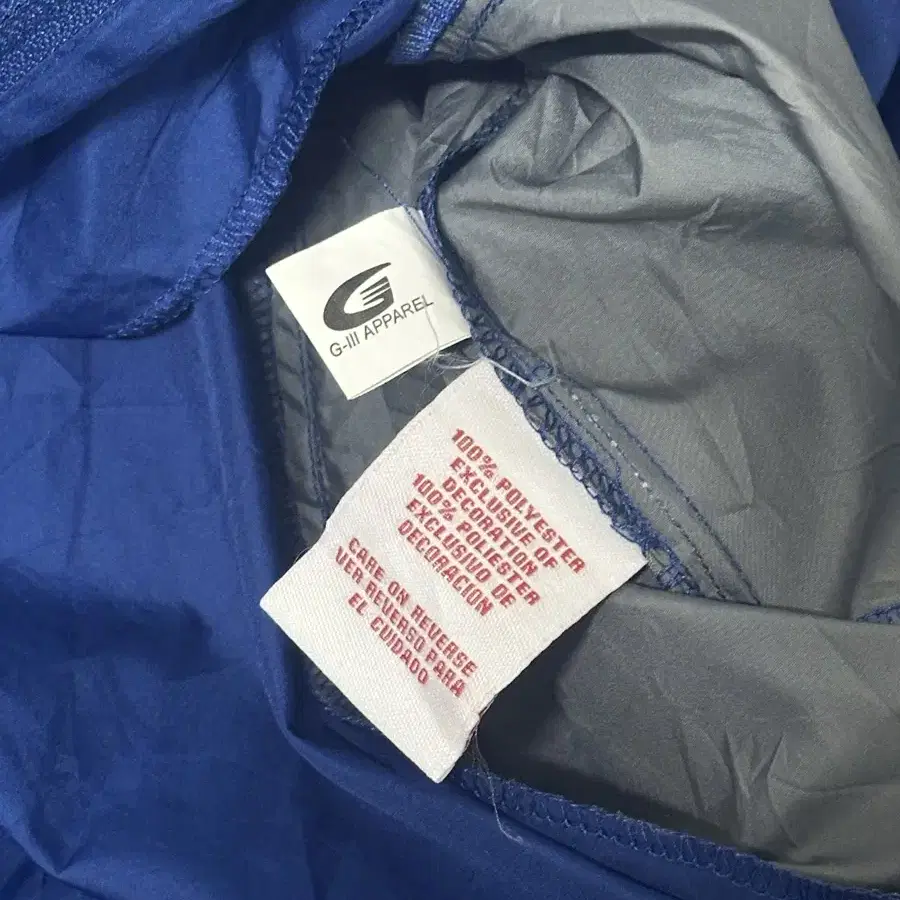 G-III APPAREL
100% POLYESTER
EXCLUSIVE OF
DECORATION
100% POLIESTER
EXCLUSIVO DE
DECORACION
CARE ON REVERSE
VER REVERSO PARA
EL CUIDADO